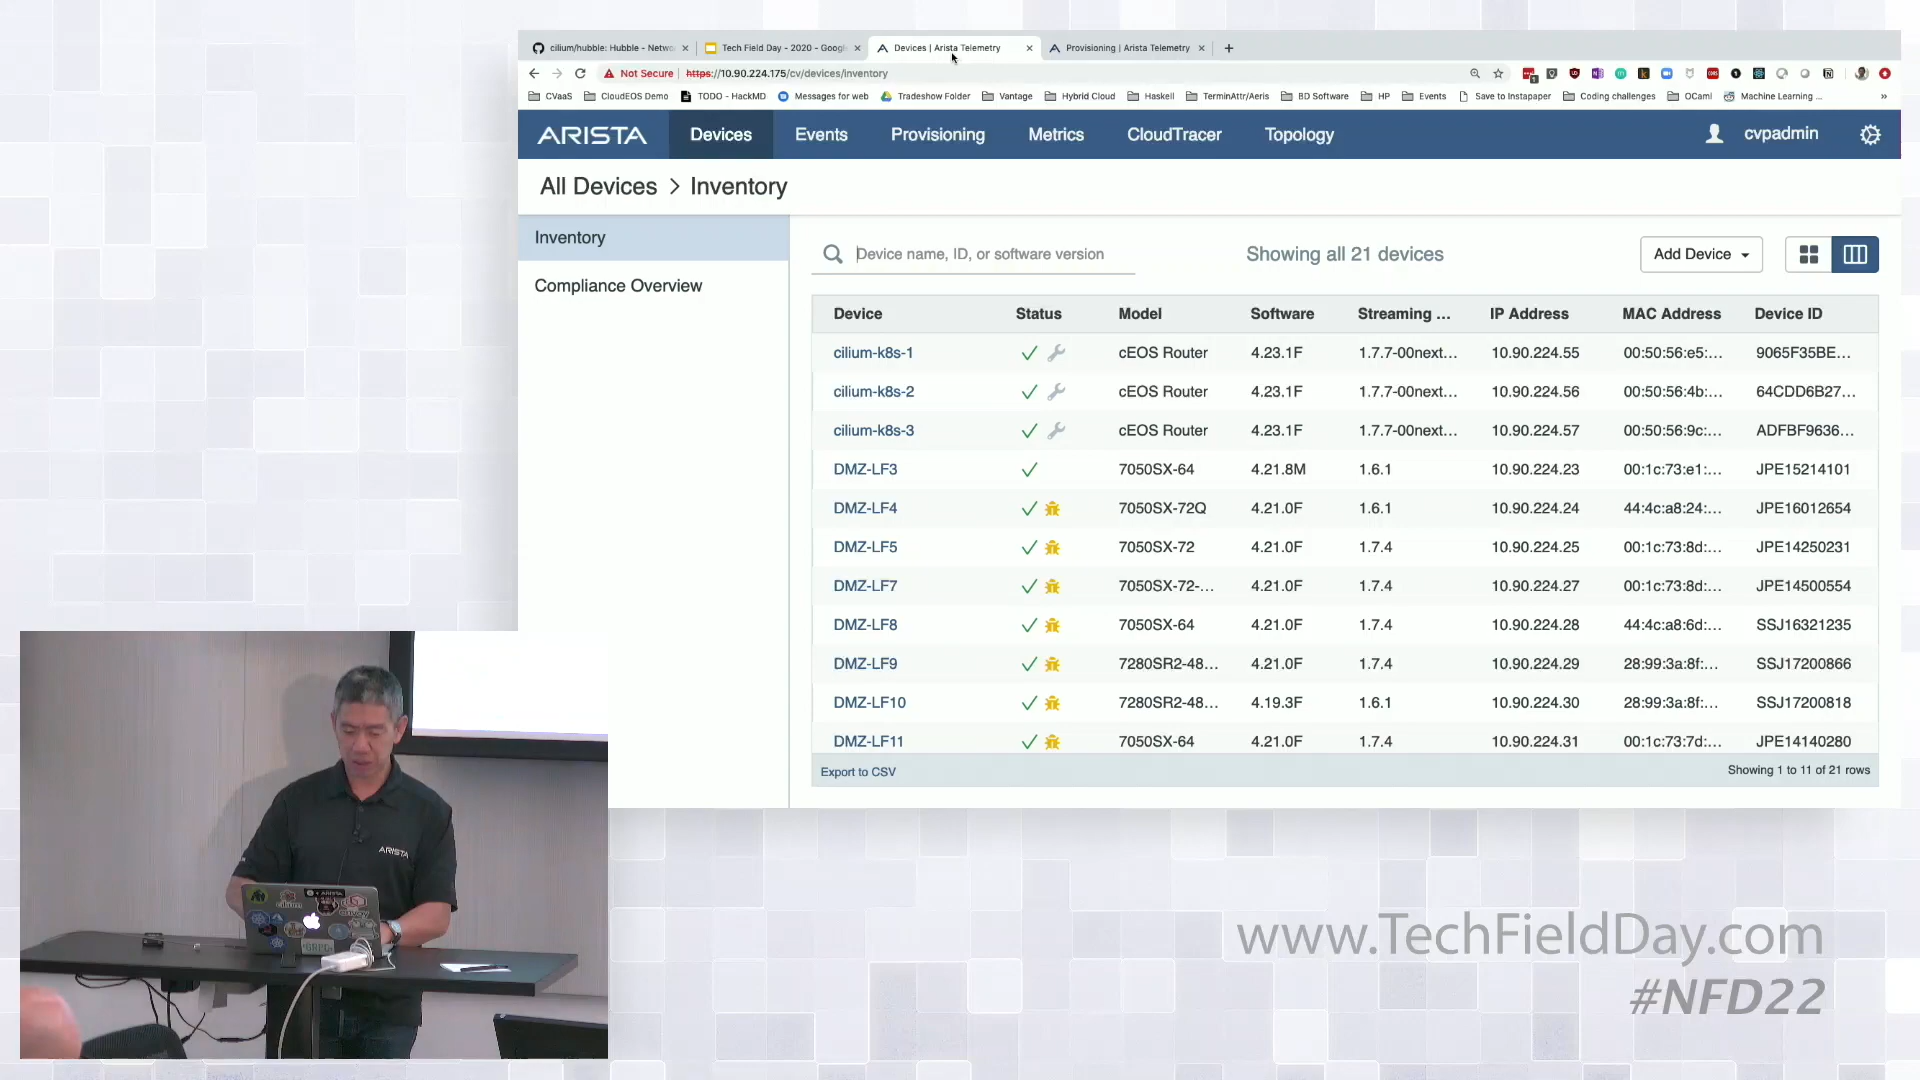 cilium/hubble: Hubble - Netwo
Tech Field Day - 2020 - Google
Devices | Arista Telemetry
Provisioning | Arista Telemetry
Not Secure
https://10.90.224.175/cv/devices/inventory
CVaaS
CloudEOS Demo
TODO - HackMD
Messages for web
Tradeshow Folder
Vantage
Hybrid Cloud
Haskell
TerminAttr/Aeris
BD Software
HP
Events
Save to Instapaper
Coding challenges
OCaml
Machine Learning ...
»
ARISTA Devices Events Provisioning Metrics CloudTracer Topology cvpadmin
All Devices > Inventory
Inventory
Compliance Overview
Device name, ID, or software version
Showing all 21 devices
Add Device
Device Status Model Software Streaming ... IP Address MAC Address Device ID
cilium-k8s-1 cEOS Router 4.23.1F 1.7.7-00next... 10.90.224.55 00:50:56:e5:... 9065F35BE...
cilium-k8s-2 cEOS Router 4.23.1F 1.7.7-00next... 10.90.224.56 00:50:56:4b:... 64CDD6B27...
cilium-k8s-3 cEOS Router 4.23.1F 1.7.7-00next... 10.90.224.57 00:50:56:9c:... ADFBF9636...
DMZ-LF3 7050SX-64 4.21.8M 1.6.1 10.90.224.23 00:1c:73:e1:... JPE15214101
DMZ-LF4 7050SX-72Q 4.21.0F 1.6.1 10.90.224.24 44:4c:a8:24:... JPE16012654
DMZ-LF5 7050SX-72 4.21.0F 1.7.4 10.90.224.25 00:1c:73:8d:... JPE14250231
DMZ-LF7 7050SX-72-... 4.21.0F 1.7.4 10.90.224.27 00:1c:73:8d:... JPE14500554
DMZ-LF8 7050SX-64 4.21.0F 1.7.4 10.90.224.28 44:4c:a8:6d:... SSJ16321235
DMZ-LF9 7280SR2-48... 4.21.0F 1.7.4 10.90.224.29 28:99:3a:8f:... SSJ17200866
DMZ-LF10 7280SR2-48... 4.19.3F 1.6.1 10.90.224.30 28:99:3a:8f:... SSJ17200818
DMZ-LF11 7050SX-64 4.21.0F 1.7.4 10.90.224.31 00:1c:73:7d:... JPE14140280
Export to CSV
Showing 1 to 11 of 21 rows
ARISTA
cilium
envoy
GRPC
www.TechFieldDay.com
#NFD22